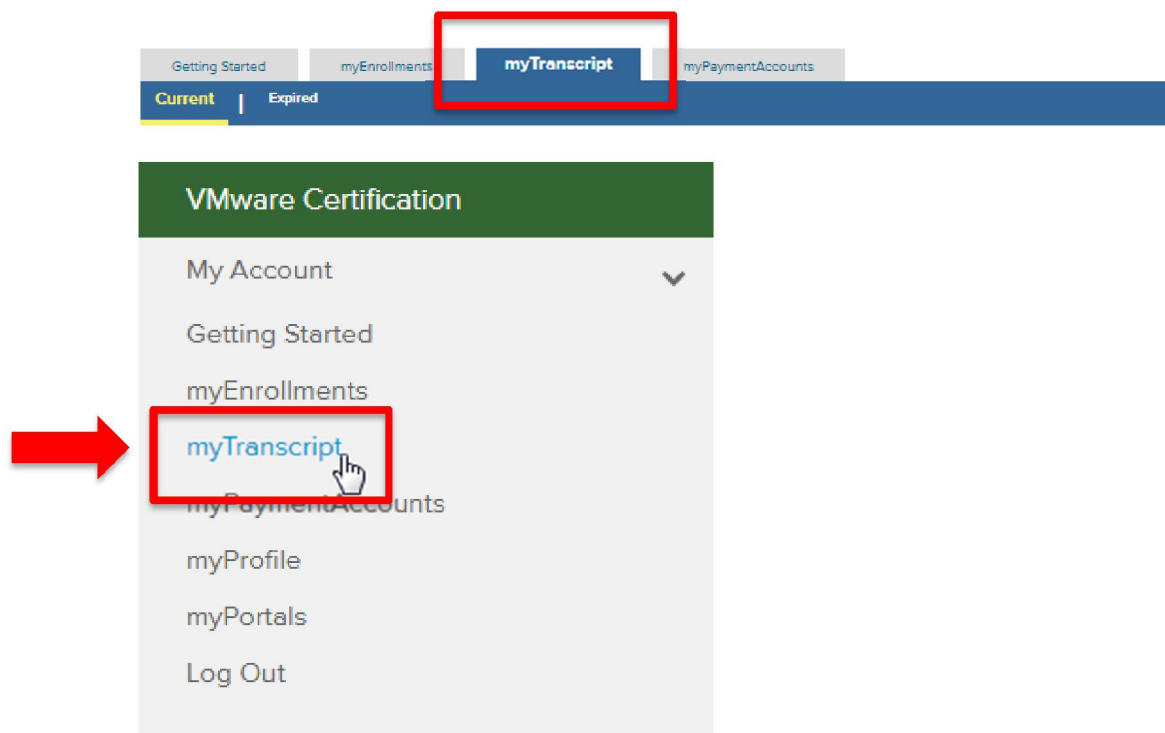 Getting Started myEnrollments myTranscript myPaymentAccounts
Current | Expired
VMware Certification
My Account
Getting Started
myEnrollments
myTranscript
myPaymentAccounts
myProfile
myPortals
Log Out